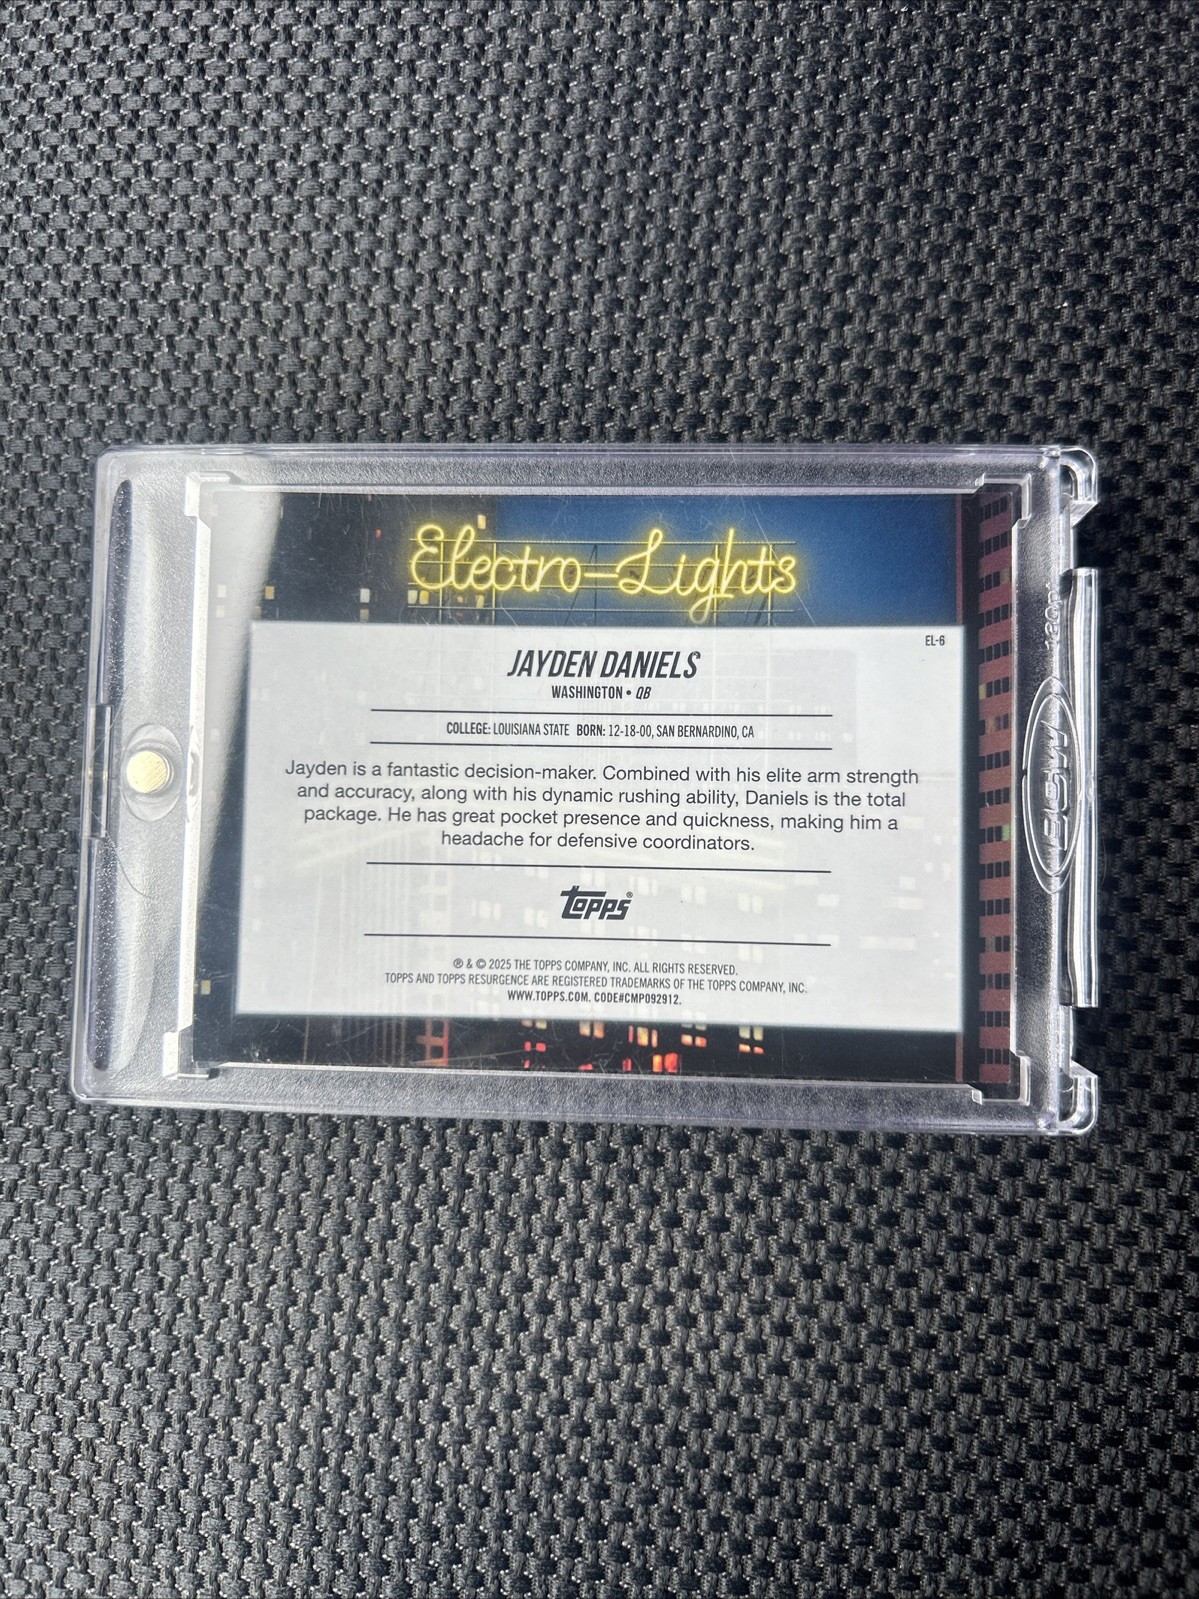 Electro-Lights
EL-6
JAYDEN DANIELS
WASHINGTON • QB
COLLEGE: LOUISIANA STATE BORN: 12-18-00, SAN BERNARDINO, CA
Jayden is a fantastic decision-maker. Combined with his elite arm strength
and accuracy, along with his dynamic rushing ability, Daniels is the total
package. He has great pocket presence and quickness, making him a
headache for defensive coordinators.
topps®
® & © 2025 THE TOPPS COMPANY, INC. ALL RIGHTS RESERVED.
TOPPS AND TOPPS RESURGENCE ARE REGISTERED TRADEMARKS OF THE TOPPS COMPANY, INC.
WWW.TOPPS.COM. CODE#CMP092912.
BCW